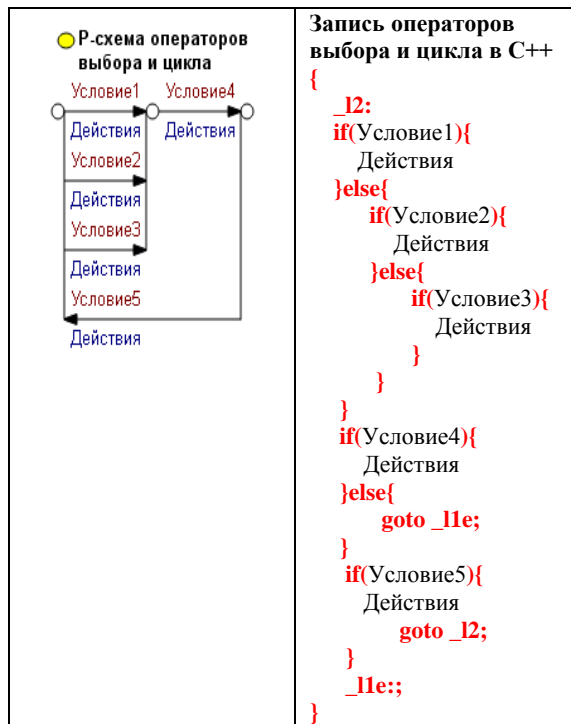 Р-схема операторов
выбора и цикла
Условие1 Условие4
Действия Действия
Условие2
Действия
Условие3
Действия
Условие5
Действия
Запись операторов
выбора и цикла в С++
{
_l2:
if(Условие1){
Действия
}else{
if(Условие2){
Действия
}else{
if(Условие3){
Действия
}
}
}
if(Условие4){
Действия
}else{
goto _l1e;
}
if(Условие5){
Действия
goto _l2;
}
_l1e:;
}